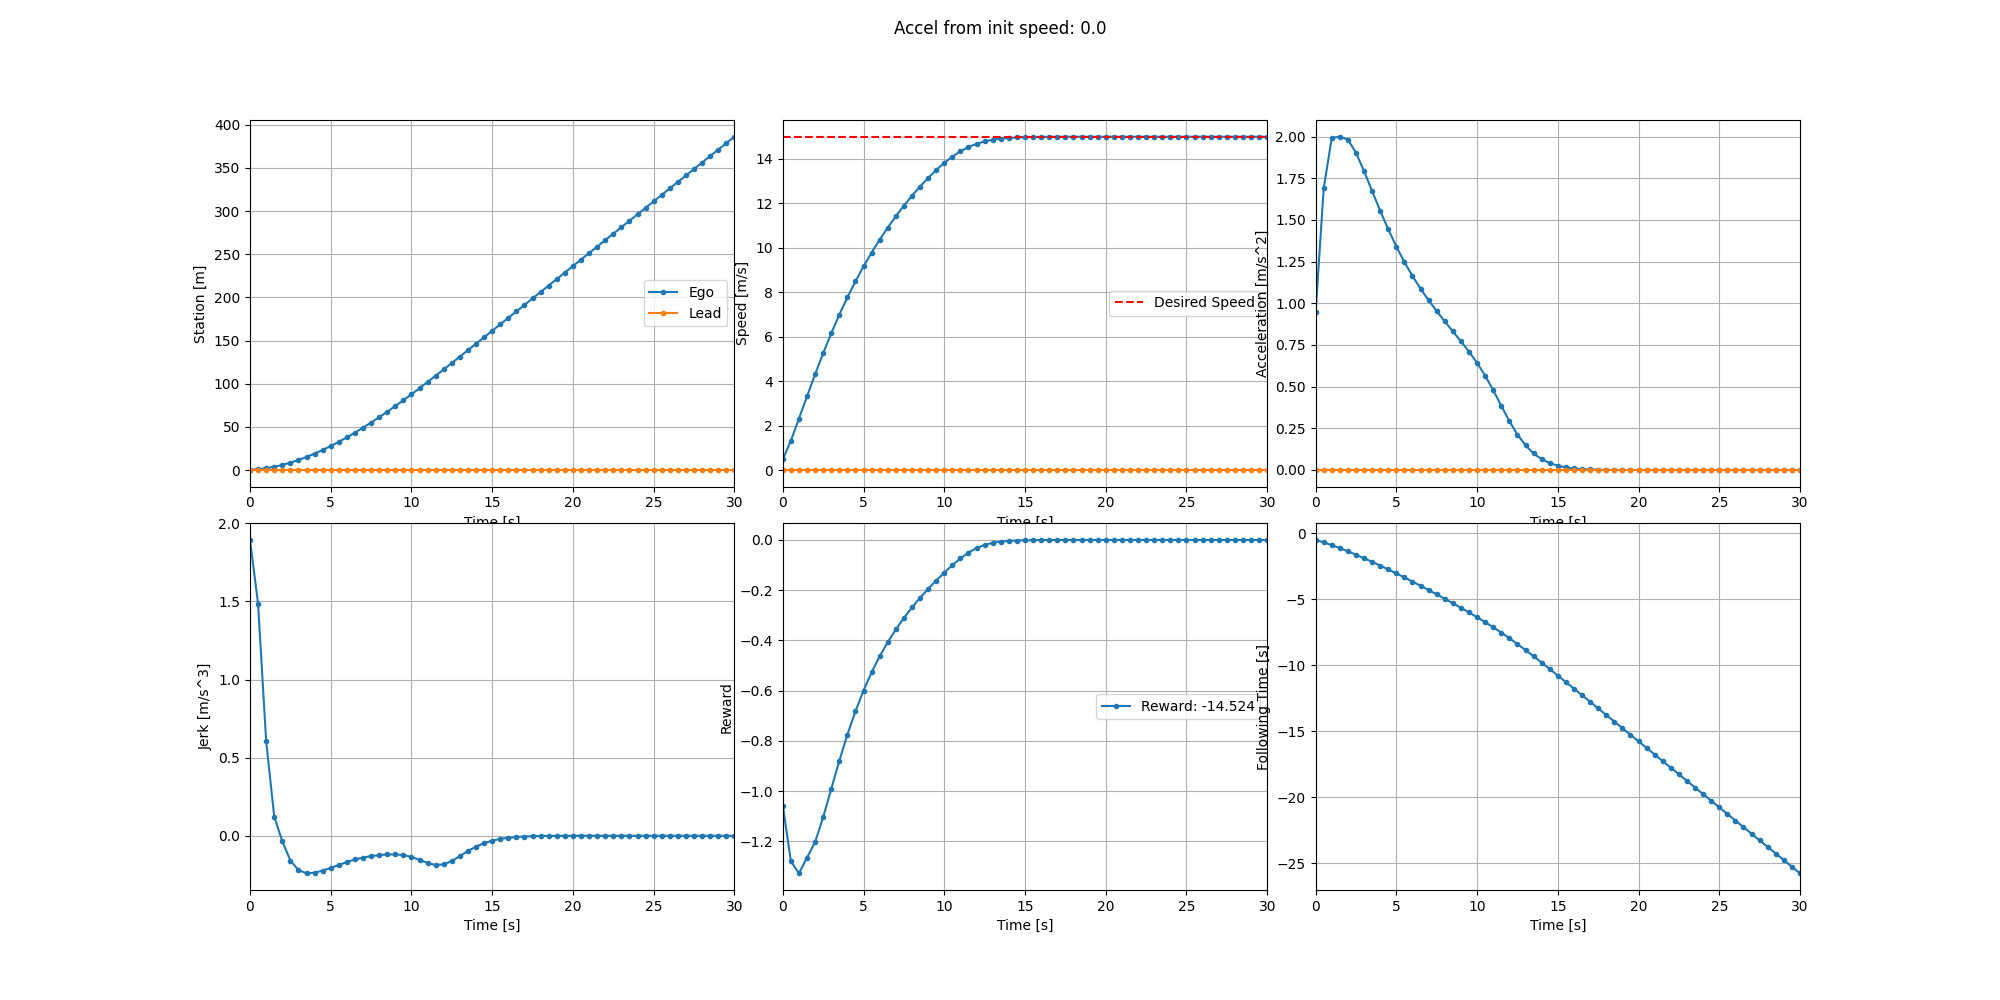 Accel from init speed: 0.0
400
350
300
250
200
150
100
50
0
Station [m]
Ego
Lead
0 5 10 15 20 25 30
Time [s]
14
12
10
8
6
4
2
0
Speed [m/s]
Desired Speed
0 5 10 15 20 25 30
Time [s]
2.00
1.75
1.50
1.25
1.00
0.75
0.50
0.25
0.00
Acceleration [m/s^2]
0 5 10 15 20 25 30
Time [s]
2.0
1.5
1.0
0.5
0.0
Jerk [m/s^3]
0 5 10 15 20 25 30
Time [s]
0.0
−0.2
−0.4
−0.6
−0.8
−1.0
−1.2
Reward
Reward: -14.524
0 5 10 15 20 25 30
Time [s]
0
−5
−10
−15
−20
−25
Following Time [s]
0 5 10 15 20 25 30
Time [s]